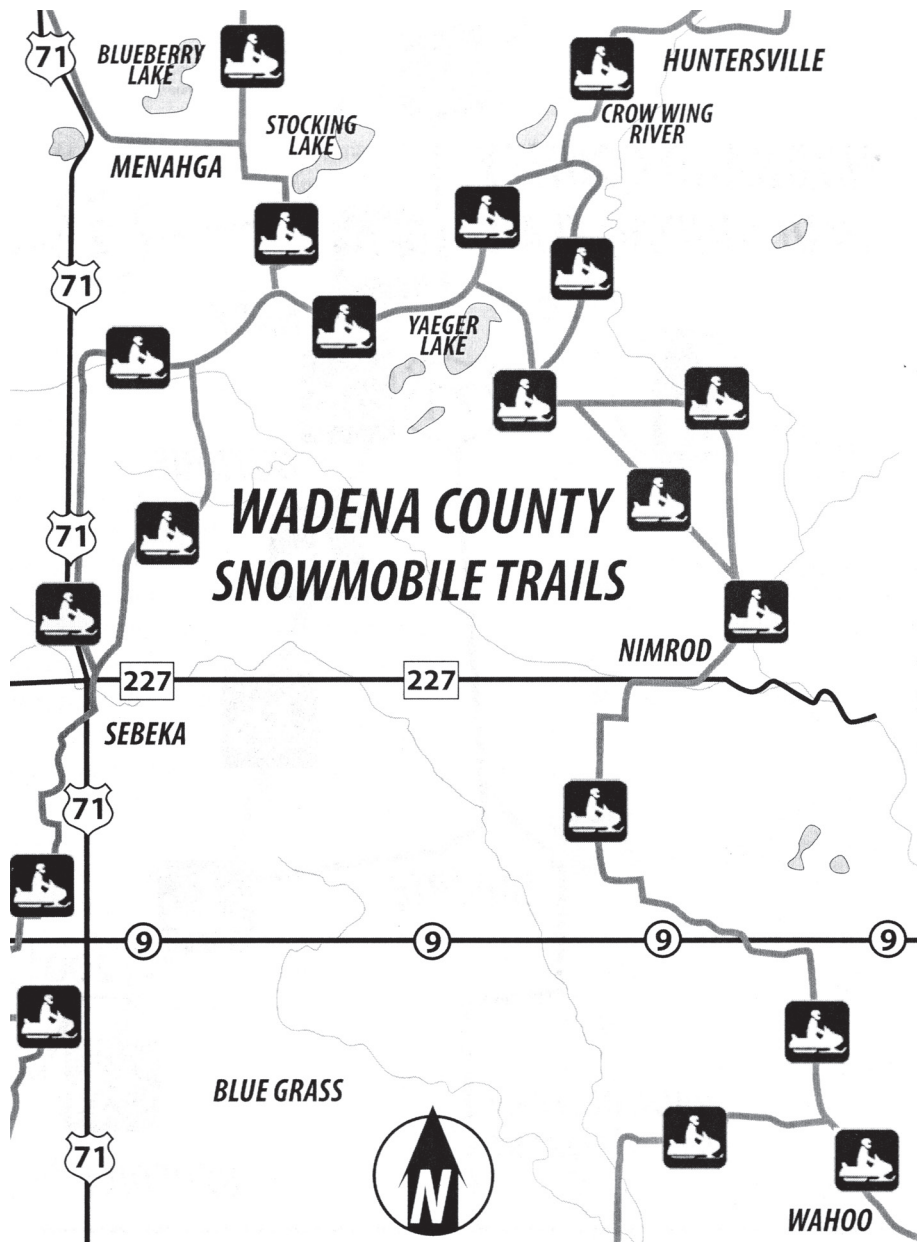 71
BLUEBERRY
LAKE
HUNTERSVILLE
STOCKING
LAKE
CROW WING
RIVER
MENAHGA
71
YAEGER
LAKE
WADENA COUNTY
SNOWMOBILE TRAILS
71
NIMROD
227
227
SEBEKA
71
9
9
9
9
BLUE GRASS
N
71
WAHOO